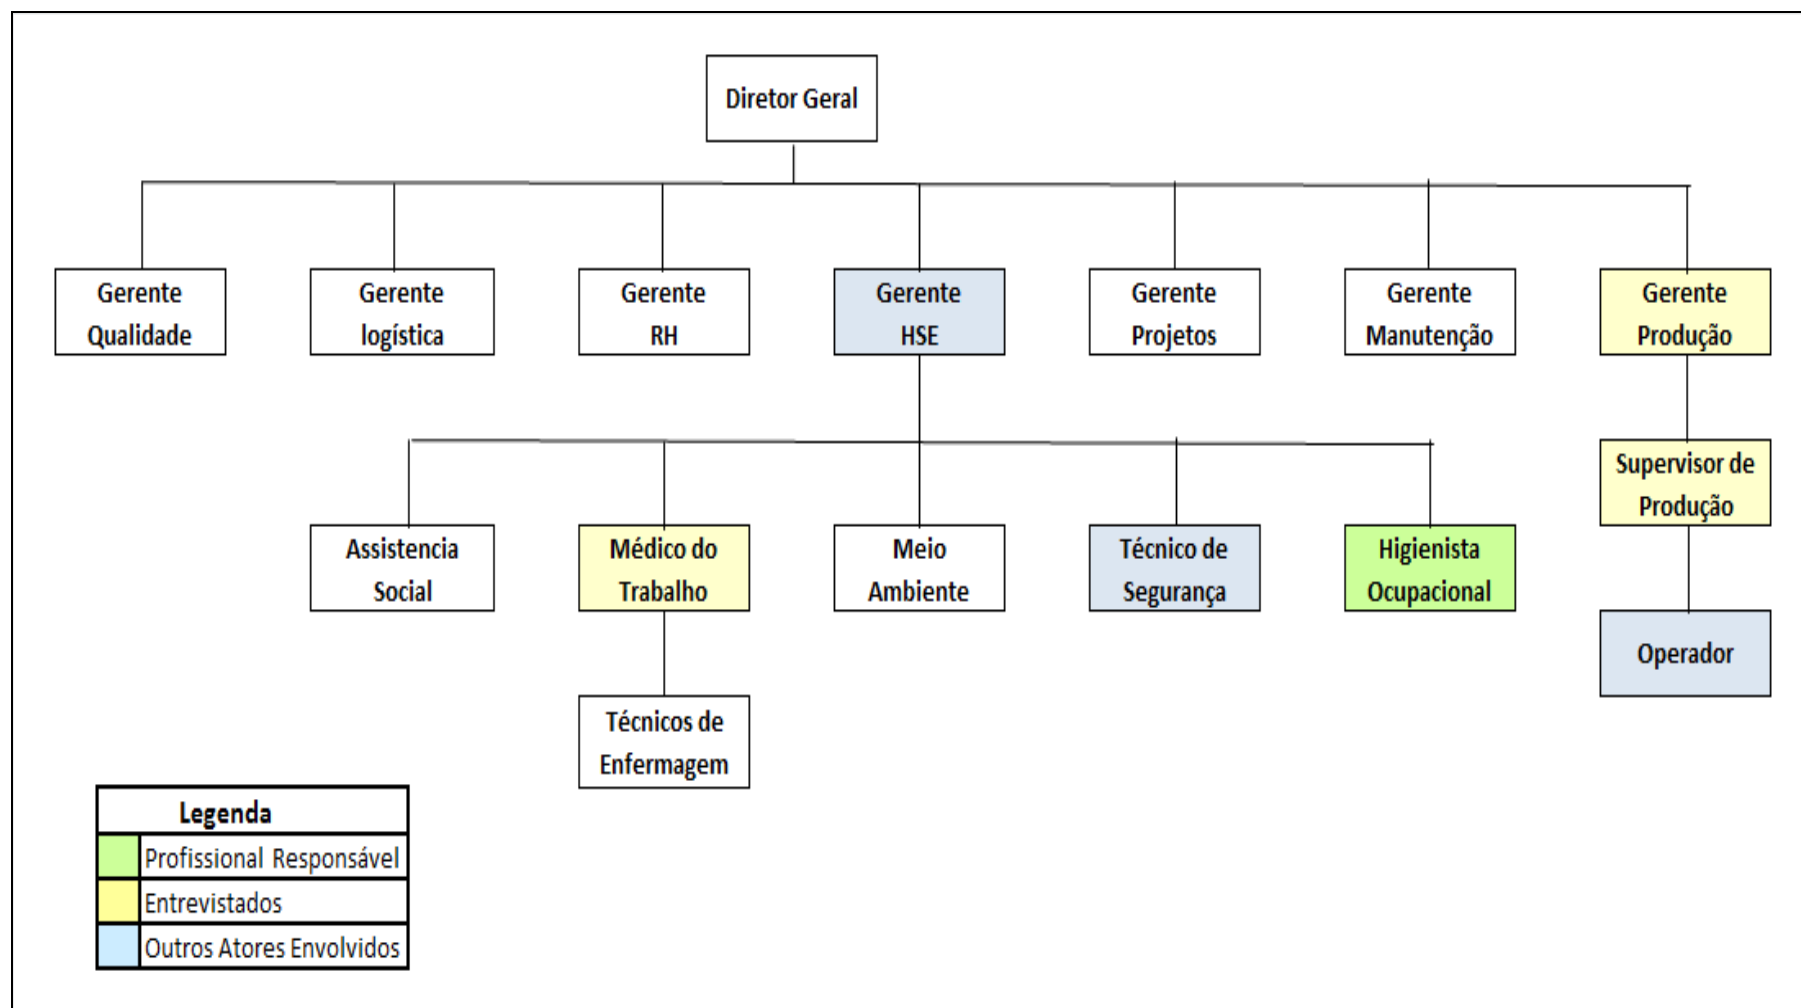 Diretor Geral
Gerente
Qualidade
Gerente
logística
Gerente
RH
Gerente
HSE
Gerente
Projetos
Gerente
Manutenção
Gerente
Produção
Supervisor de
Produção
Assistencia
Social
Médico do
Trabalho
Meio
Ambiente
Técnico de
Segurança
Higienista
Ocupacional
Operador
Técnicos de
Enfermagem
Legenda
Profissional Responsável
Entrevistados
Outros Atores Envolvidos